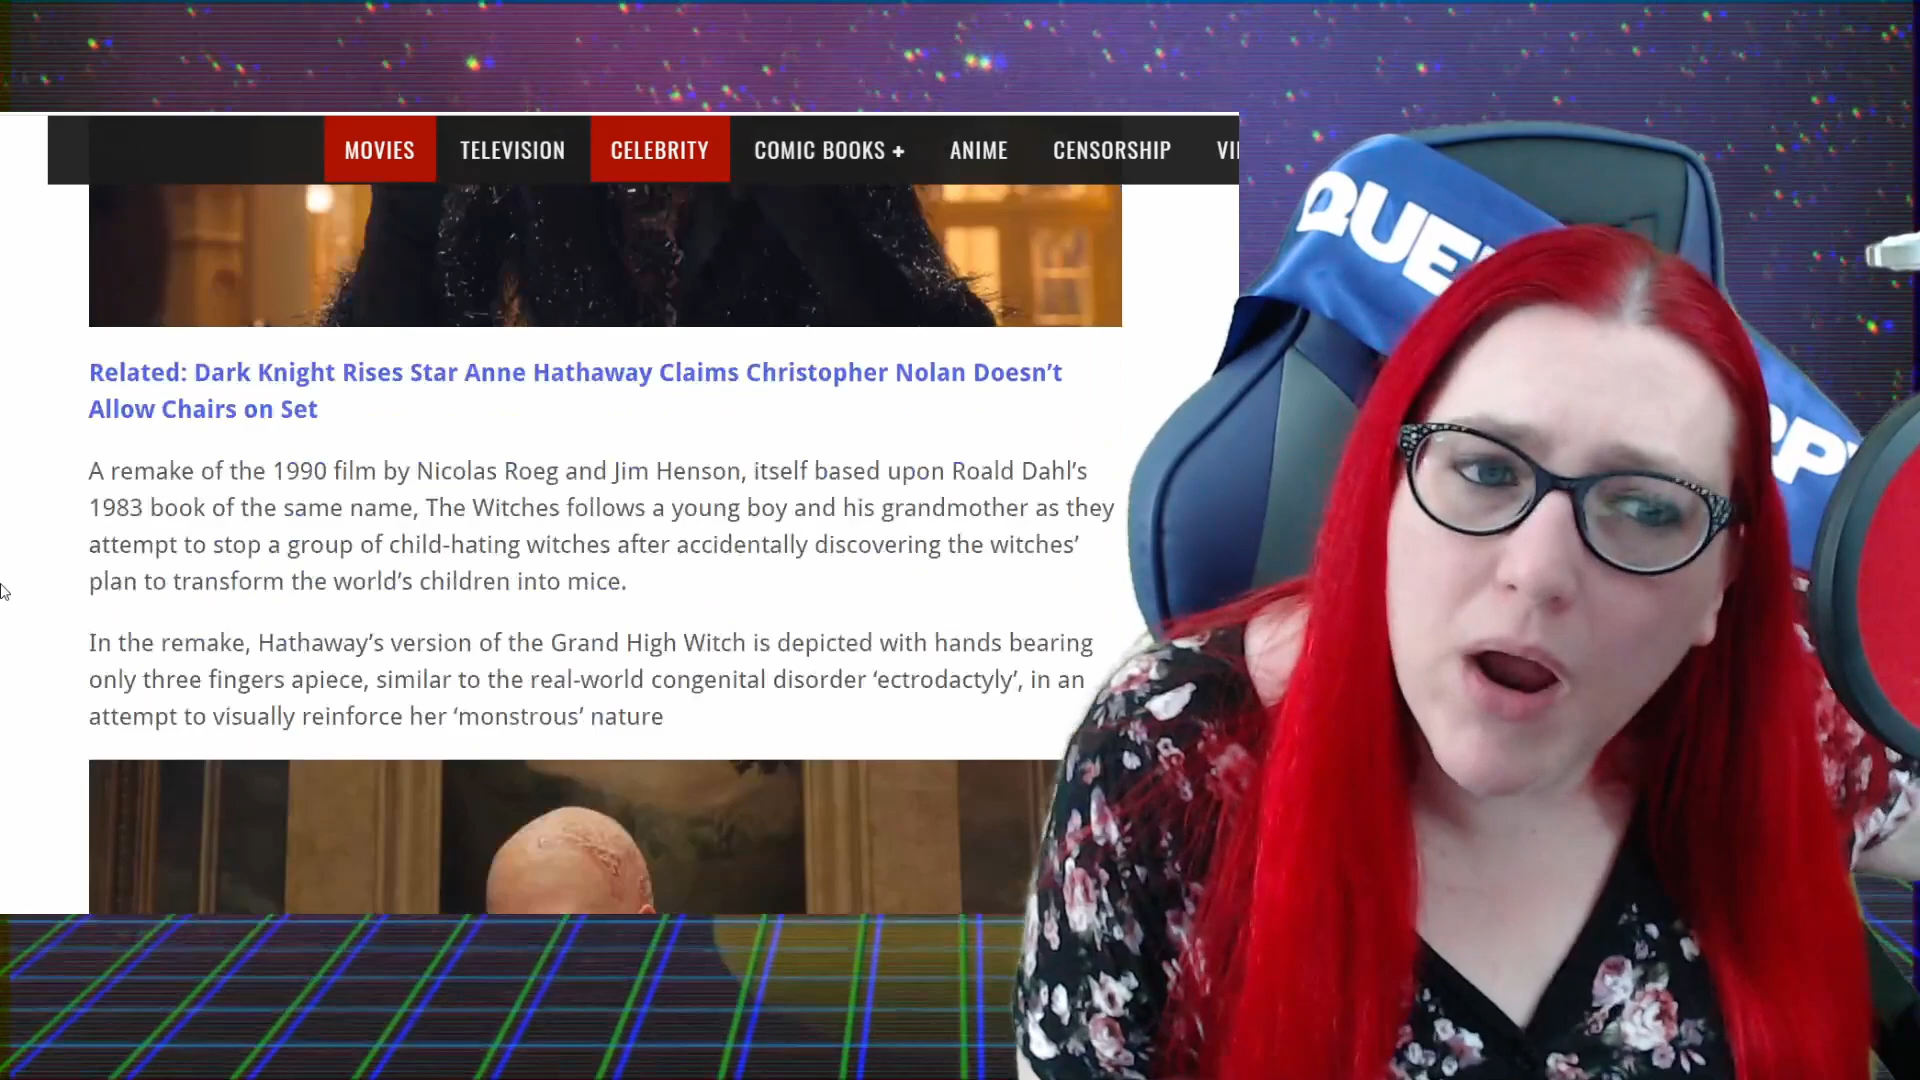 MOVIES TELEVISION CELEBRITY COMIC BOOKS + ANIME CENSORSHIP VI
QUE
RP
Related: Dark Knight Rises Star Anne Hathaway Claims Christopher Nolan Doesn’t
Allow Chairs on Set
A remake of the 1990 film by Nicolas Roeg and Jim Henson, itself based upon Roald Dahl’s
1983 book of the same name, The Witches follows a young boy and his grandmother as they
attempt to stop a group of child-hating witches after accidentally discovering the witches’
plan to transform the world’s children into mice.
In the remake, Hathaway’s version of the Grand High Witch is depicted with hands bearing
only three fingers apiece, similar to the real-world congenital disorder ‘ectrodactyly’, in an
attempt to visually reinforce her ‘monstrous’ nature